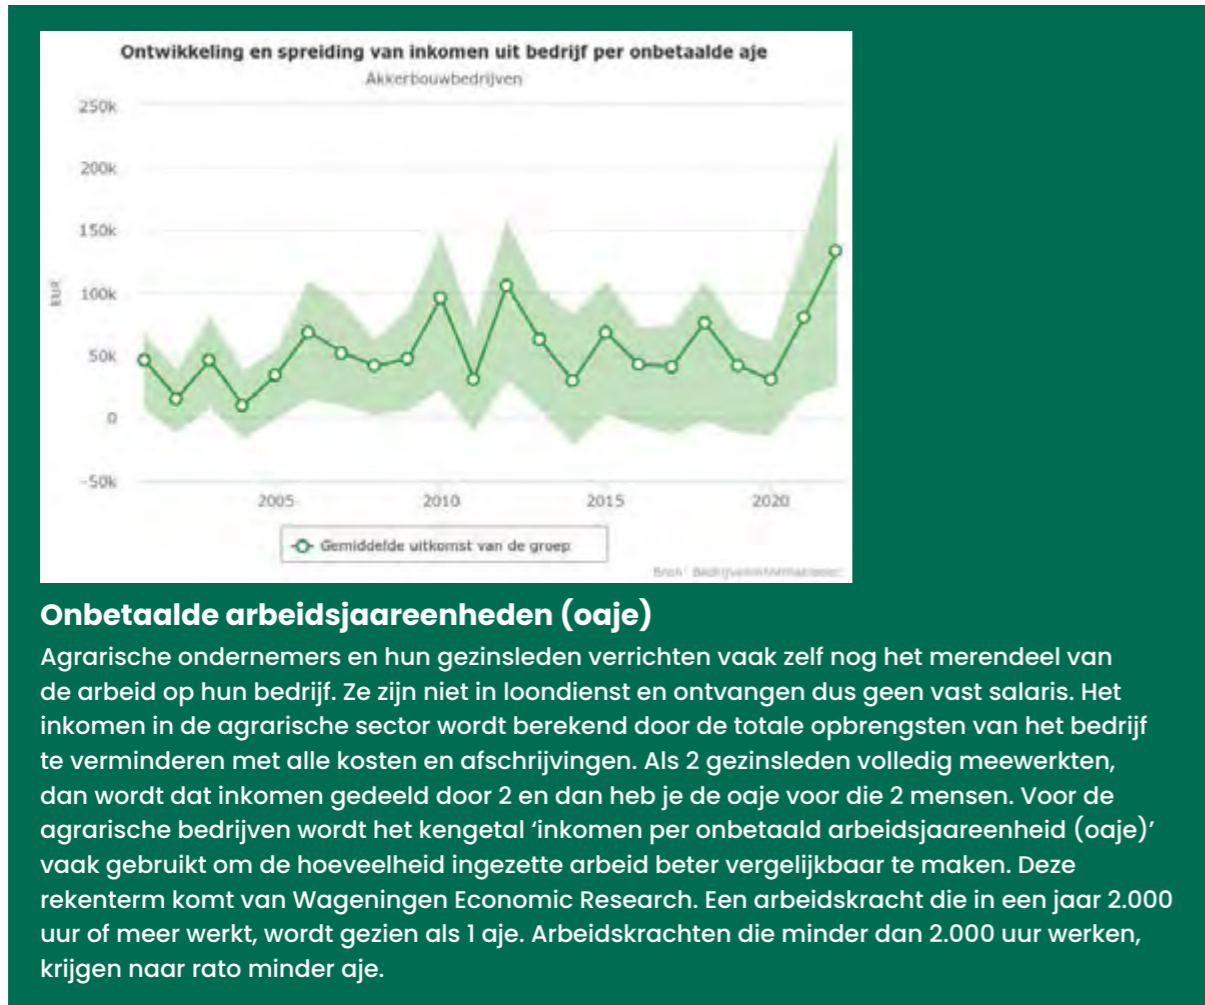 Ontwikkeling en spreiding van inkomen uit bedrijf per onbetaalde aje
Akkerbouwbedrijven
250k
200k
150k
100k
50k
0
-50k
EUR
2005
2010
2015
2020
Gemiddelde uitkomst van de groep
Bron: Bedrijveninformatienet
Onbetaalde arbeidsjaareenheden (oaje)
Agrarische ondernemers en hun gezinsleden verrichten vaak zelf nog het merendeel van
de arbeid op hun bedrijf. Ze zijn niet in loondienst en ontvangen dus geen vast salaris. Het
inkomen in de agrarische sector wordt berekend door de totale opbrengsten van het bedrijf
te verminderen met alle kosten en afschrijvingen. Als 2 gezinsleden volledig meewerkten,
dan wordt dat inkomen gedeeld door 2 en dan heb je de oaje voor die 2 mensen. Voor de
agrarische bedrijven wordt het kengetal ‘inkomen per onbetaald arbeidsjaareenheid (oaje)’
vaak gebruikt om de hoeveelheid ingezette arbeid beter vergelijkbaar te maken. Deze
rekenterm komt van Wageningen Economic Research. Een arbeidskracht die in een jaar 2.000
uur of meer werkt, wordt gezien als 1 aje. Arbeidskrachten die minder dan 2.000 uur werken,
krijgen naar rato minder aje.